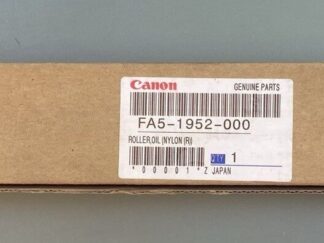 Canon GENUINE PARTS
FA5-1952-000
ROLLER,OIL (NYLON (R))
QTY 1
*00001*Z JAPAN